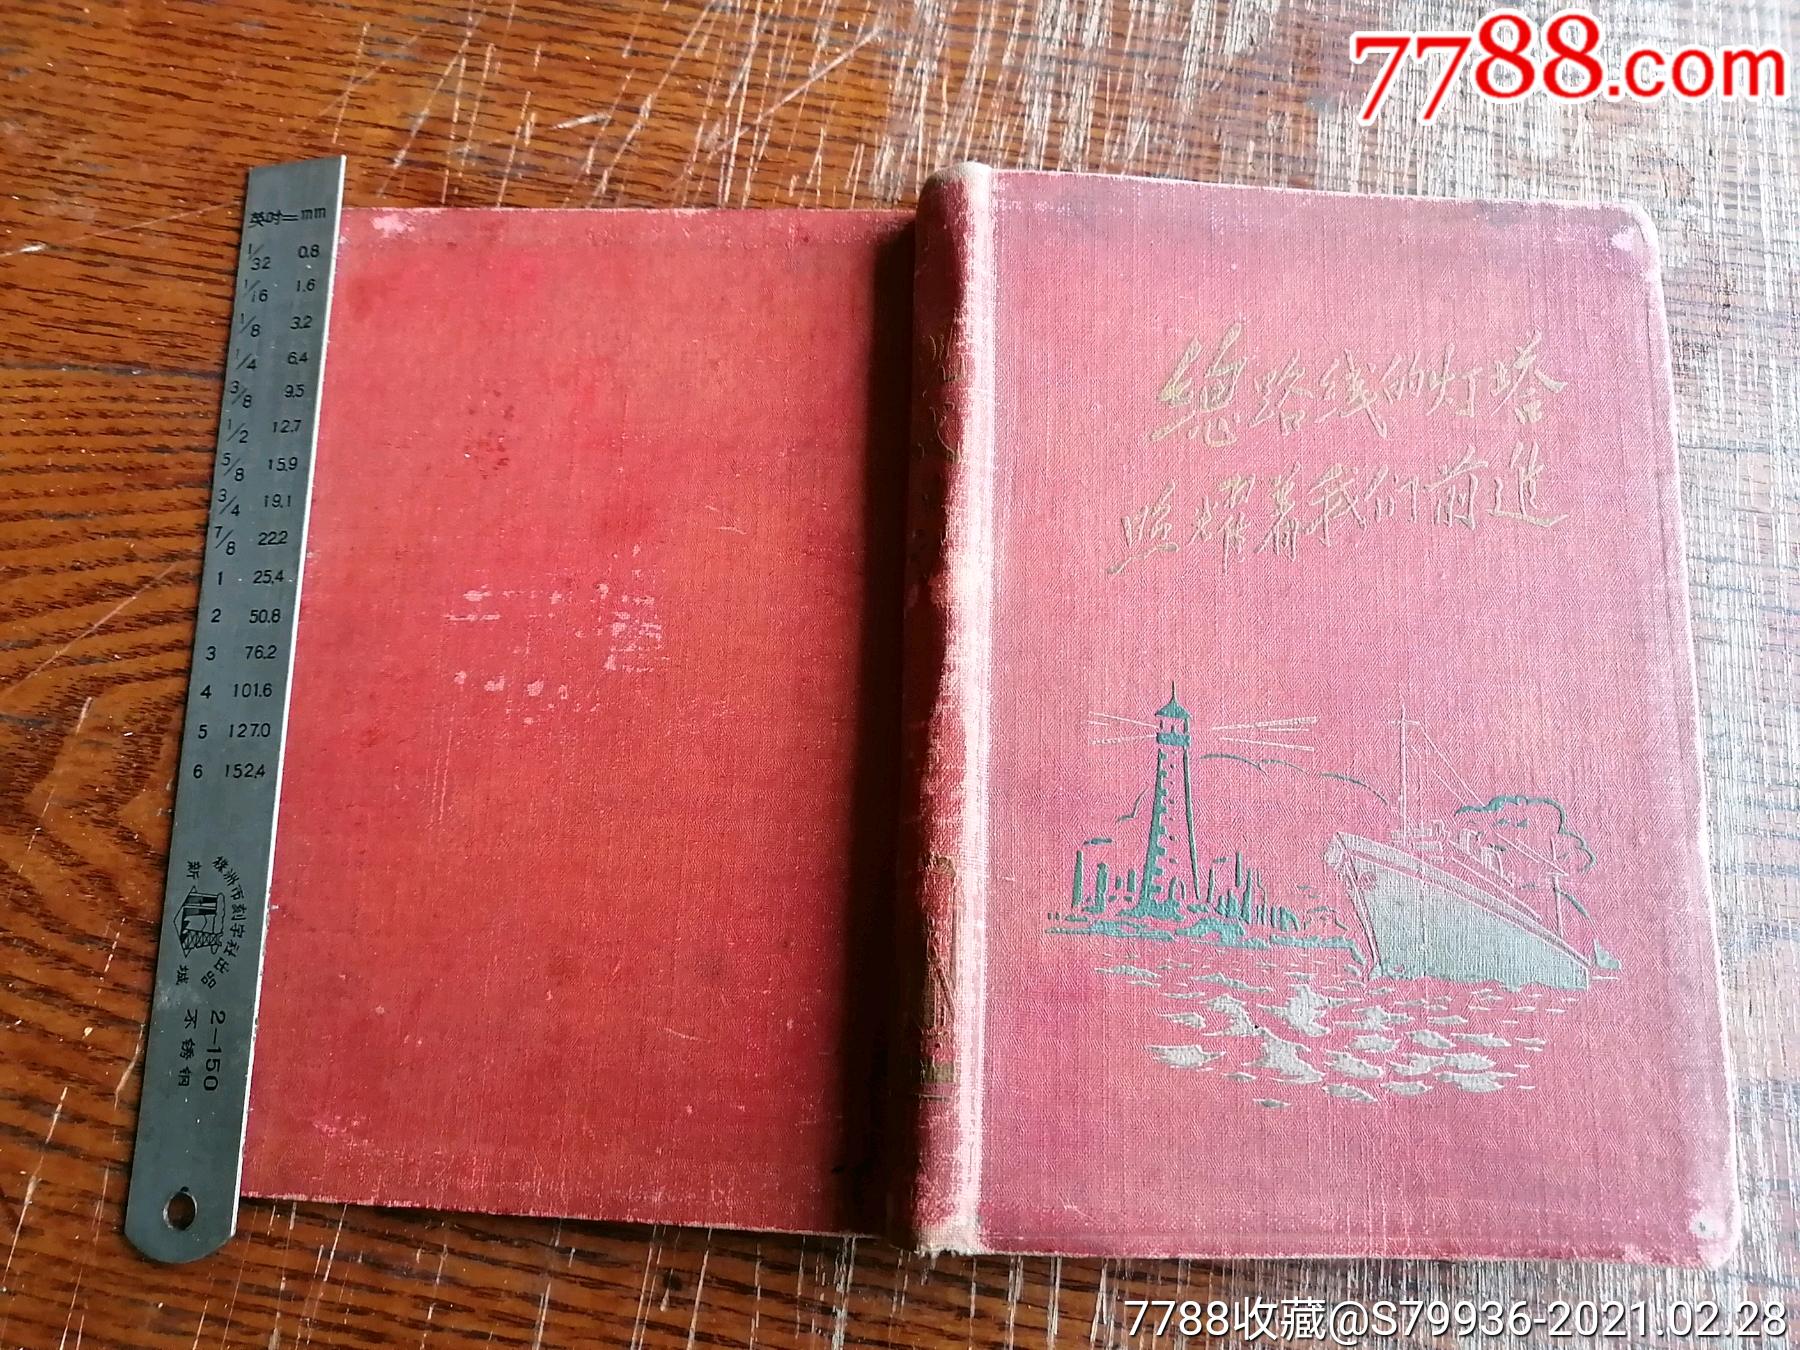 7788.com
英吋=mm
1/32 0.8
1/16 1.6
1/8 3.2
1/4 6.4
3/8 9.5
1/2 12.7
5/8 15.9
3/4 19.1
7/8 22.2
1 25.4
2 50.8
3 76.2
4 101.6
5 127.0
6 152.4
株洲市刻字社出品
新城
2—150
不锈钢
總路线的灯塔
照耀着我们前进
7788收藏@S79936-2021.02.28